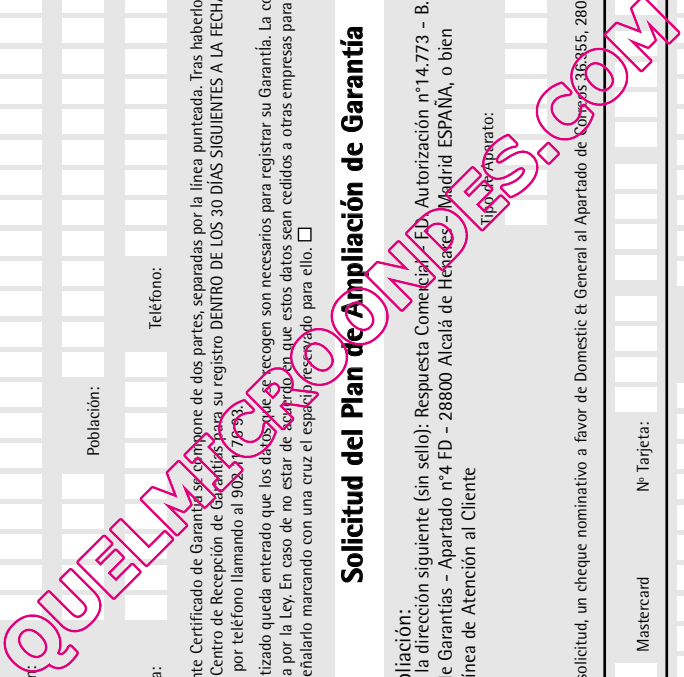 n:
Población:
a:
Teléfono:
nte Certificado de Garantía se compone de dos partes, separadas por la línea punteada. Tras haberlo
Centro de Recepción de Garantías para su registro DENTRO DE LOS 30 DÍAS SIGUIENTES A LA FECHA
por teléfono llamando al 902
tizado queda enterado que los datos que se recogen son necesarios para registrar su Garantía. La co
a por la Ley. En caso de no estar de acuerdo en que estos datos sean cedidos a otras empresas para
eñalarlo marcando con una cruz el espacio reservado para ello.
Solicitud del Plan de Ampliación de Garantía
pliación:
la dirección siguiente (sin sello): Respuesta Comercial - F.D. Autorización n°14.773 - B.
de Garantías - Apartado n°4 FD - 28800 Alcalá de Henares - Madrid ESPAÑA, o bien
ínea de Atención al Cliente
Tipo de Aparato:
solicitud, un cheque nominativo a favor de Domestic & General al Apartado de Correos 36.355, 280
Mastercard
Nº Tarjeta:
QUELMICROONDES.COM